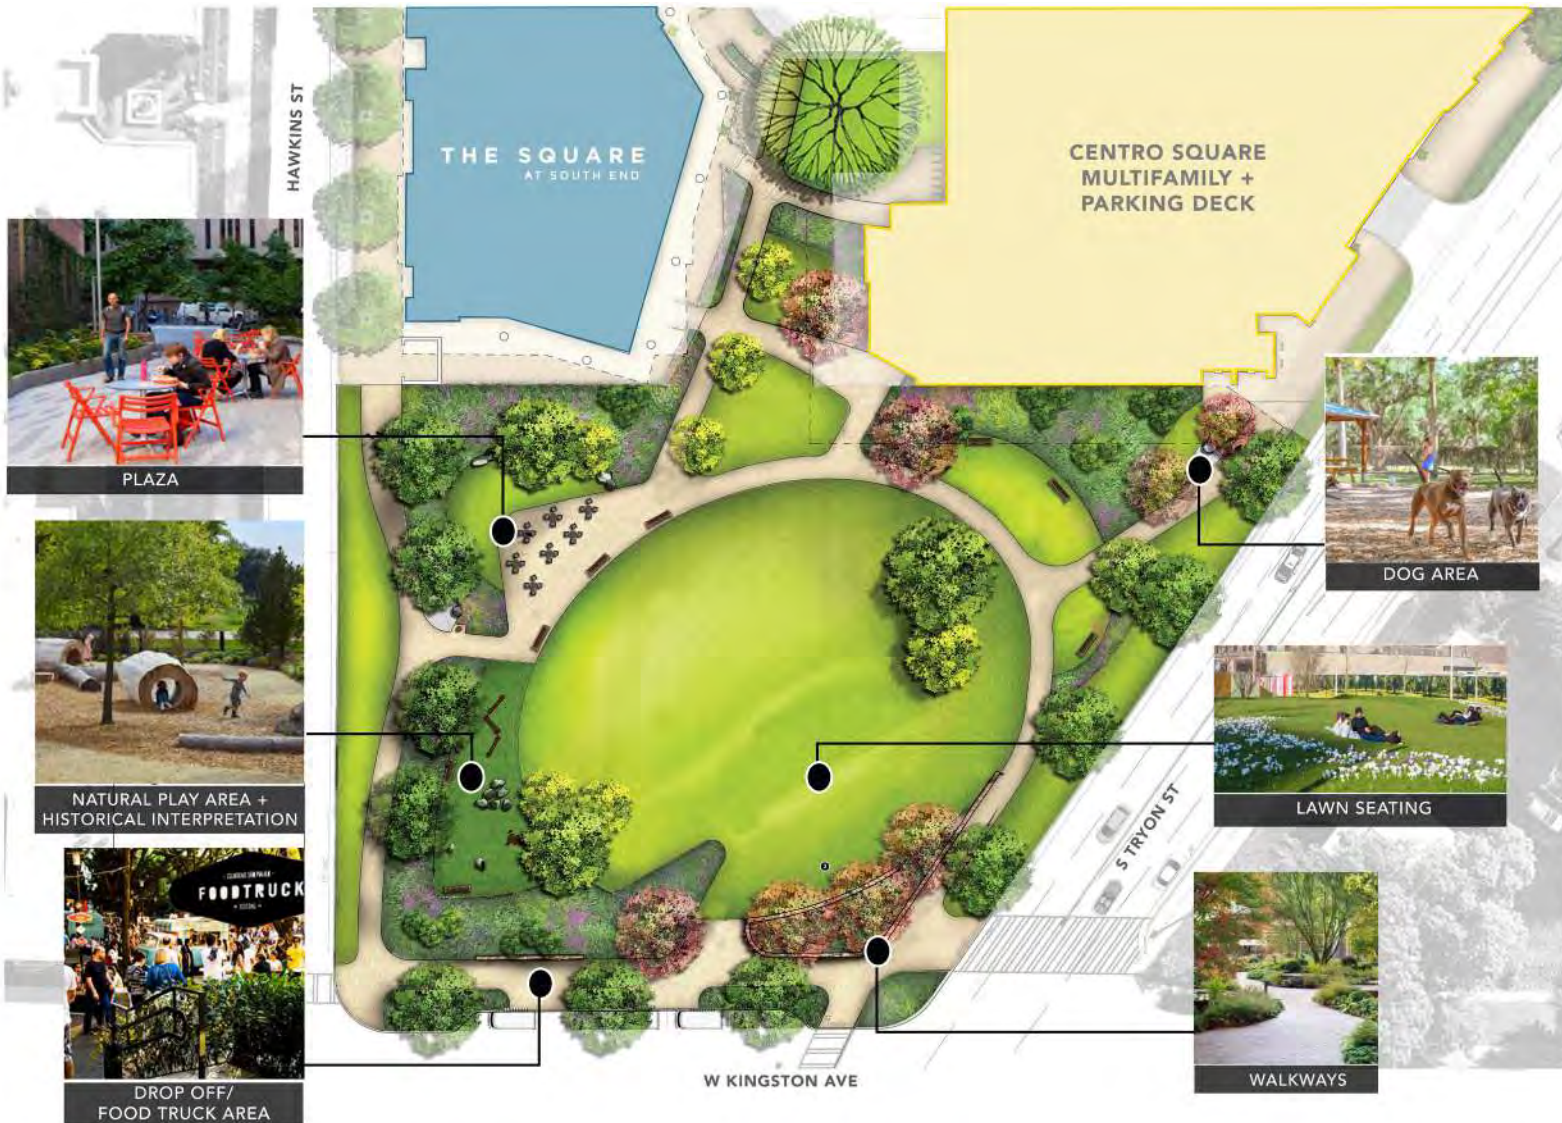 HAWKINS ST
THE SQUARE
AT SOUTH END
CENTRO SQUARE
MULTIFAMILY +
PARKING DECK
PLAZA
DOG AREA
NATURAL PLAY AREA +
HISTORICAL INTERPRETATION
LAWN SEATING
S TRYON ST
FOODTRUCK
DROP OFF/
FOOD TRUCK AREA
WALKWAYS
W KINGSTON AVE